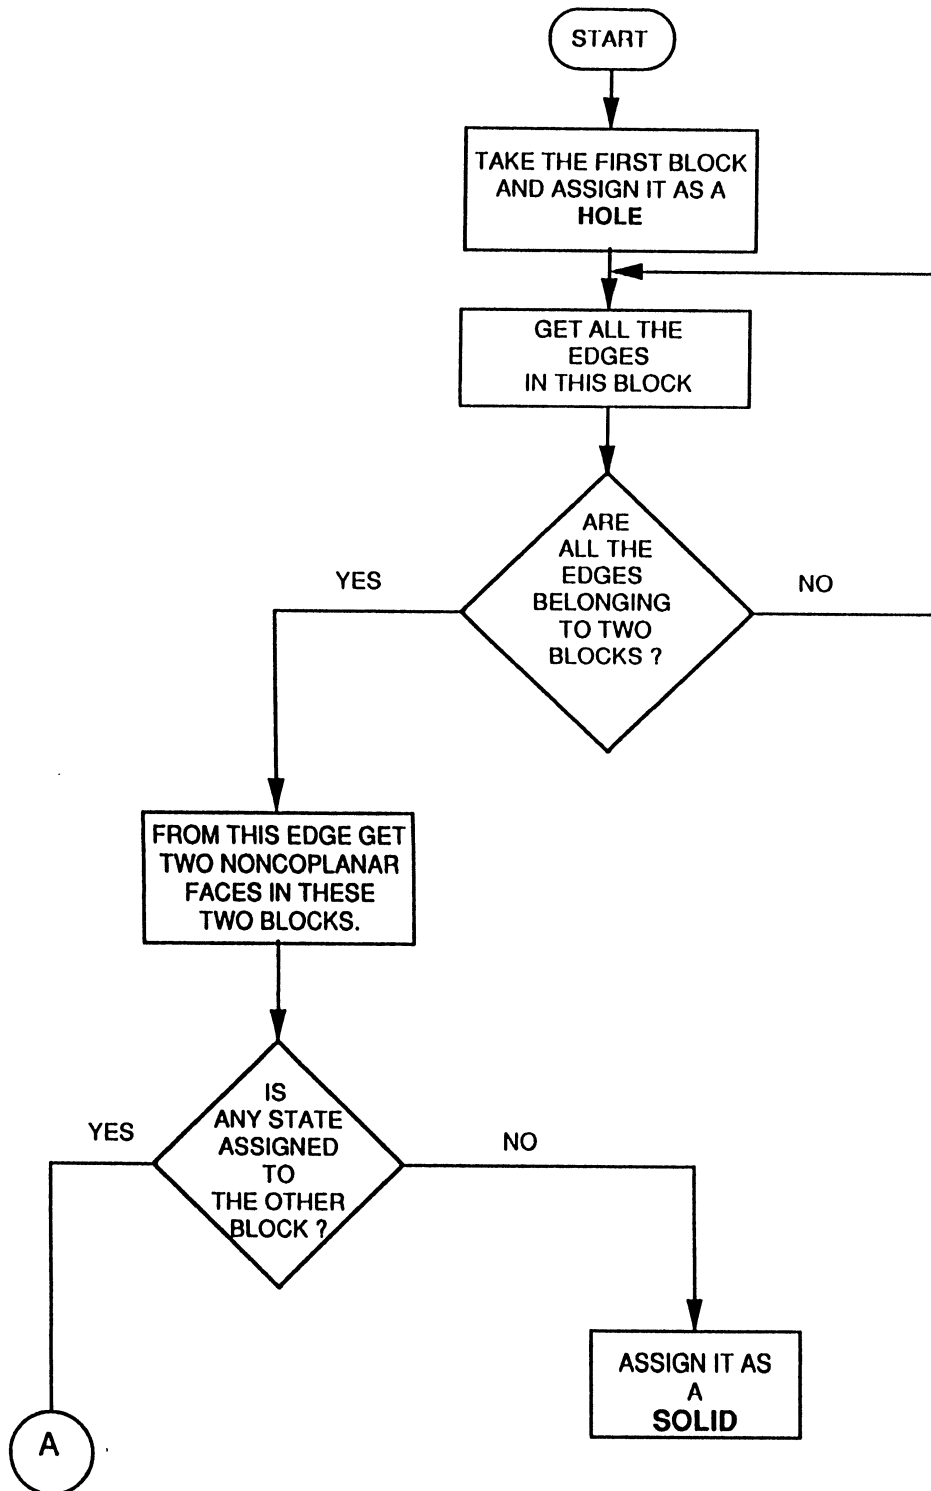 START
TAKE THE FIRST BLOCK
AND ASSIGN IT AS A
HOLE
GET ALL THE
EDGES
IN THIS BLOCK
ARE
ALL THE
EDGES
BELONGING
TO TWO
BLOCKS ?
YES
NO
FROM THIS EDGE GET
TWO NONCOPLANAR
FACES IN THESE
TWO BLOCKS.
IS
ANY STATE
ASSIGNED
TO
THE OTHER
BLOCK ?
YES
NO
ASSIGN IT AS
A
SOLID
A